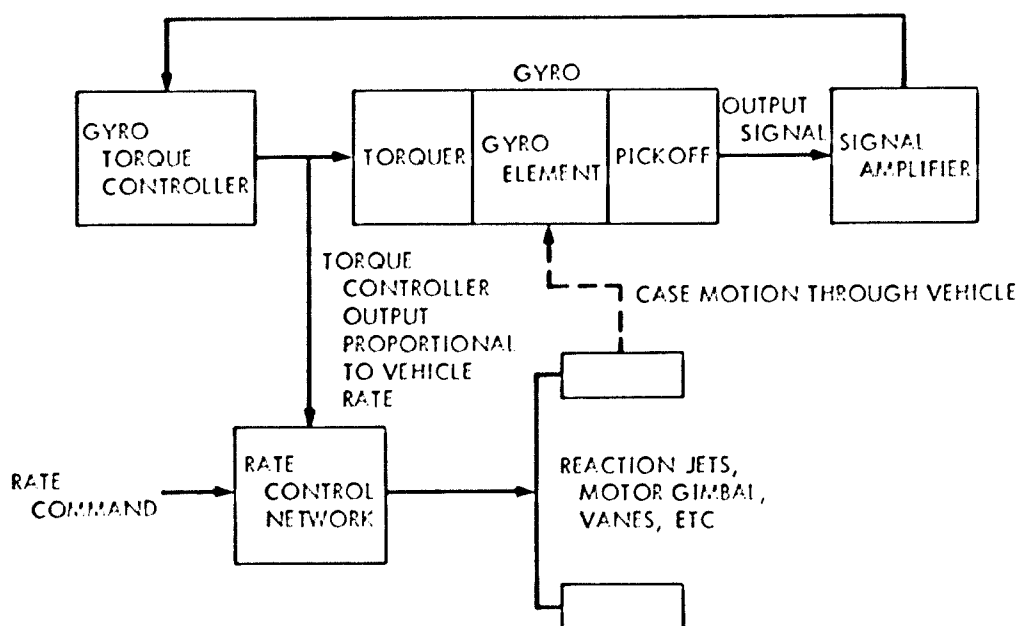 GYRO
GYRO
TORQUE
CONTROLLER
TORQUER
GYRO
ELEMENT
PICKOFF
OUTPUT
SIGNAL
SIGNAL
AMPLIFIER
TORQUE
CONTROLLER
OUTPUT
PROPORTIONAL
TO VEHICLE
RATE
CASE MOTION THROUGH VEHICLE
RATE
COMMAND
RATE
CONTROL
NETWORK
REACTION JETS,
MOTOR GIMBAL,
VANES, ETC